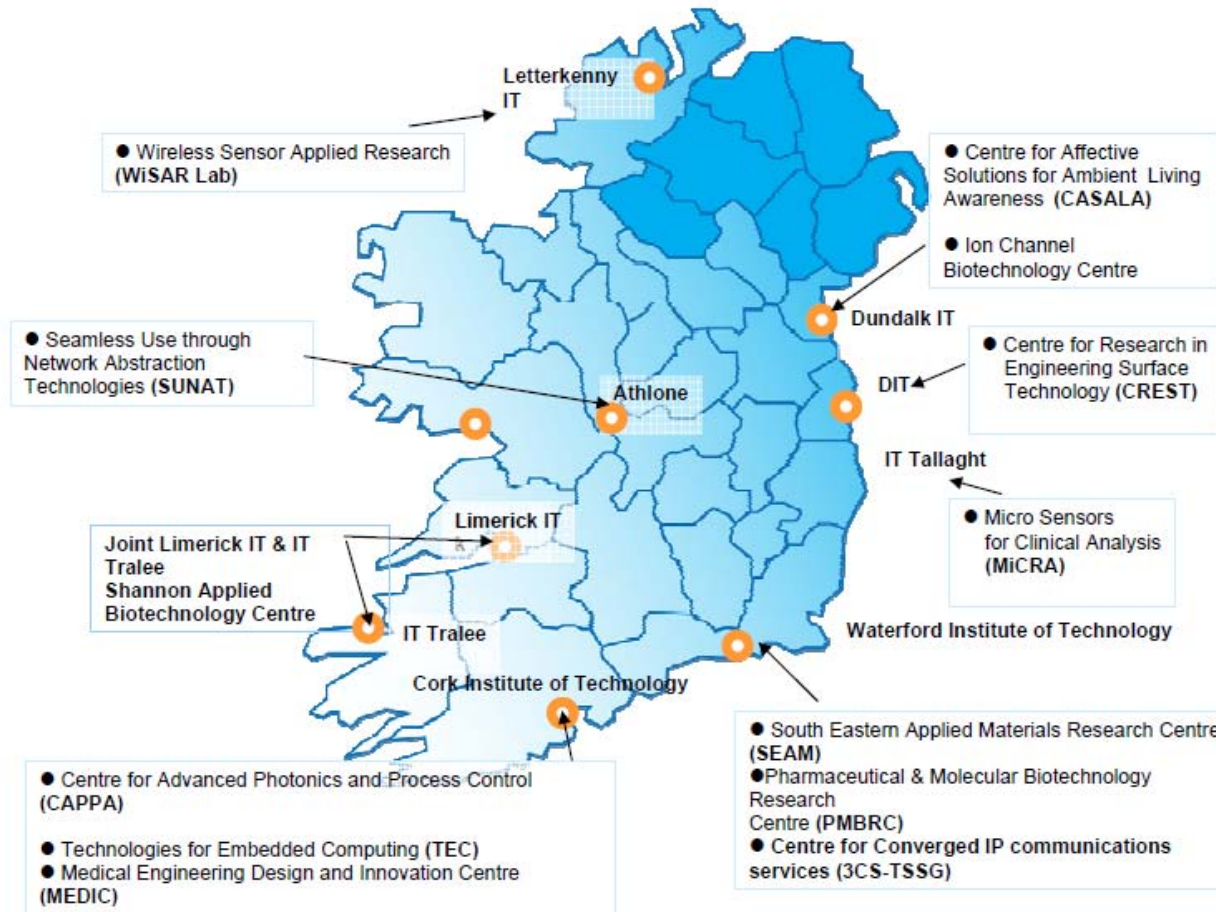 Letterkenny
IT
● Wireless Sensor Applied Research
(WiSAR Lab)
● Centre for Affective
Solutions for Ambient Living
Awareness (CASALA)
● Ion Channel
Biotechnology Centre
Dundalk IT
● Seamless Use through
Network Abstraction
Technologies (SUNAT)
● Centre for Research in
Engineering Surface
Technology (CREST)
DIT
Athlone
IT Tallaght
● Micro Sensors
for Clinical Analysis
(MiCRA)
Limerick IT
Joint Limerick IT & IT
Tralee
Shannon Applied
Biotechnology Centre
IT Tralee
Waterford Institute of Technology
Cork Institute of Technology
● South Eastern Applied Materials Research Centre
(SEAM)
●Pharmaceutical & Molecular Biotechnology
Research
Centre (PMBRC)
● Centre for Converged IP communications
services (3CS-TSSG)
● Centre for Advanced Photonics and Process Control
(CAPPA)
● Technologies for Embedded Computing (TEC)
● Medical Engineering Design and Innovation Centre
(MEDIC)